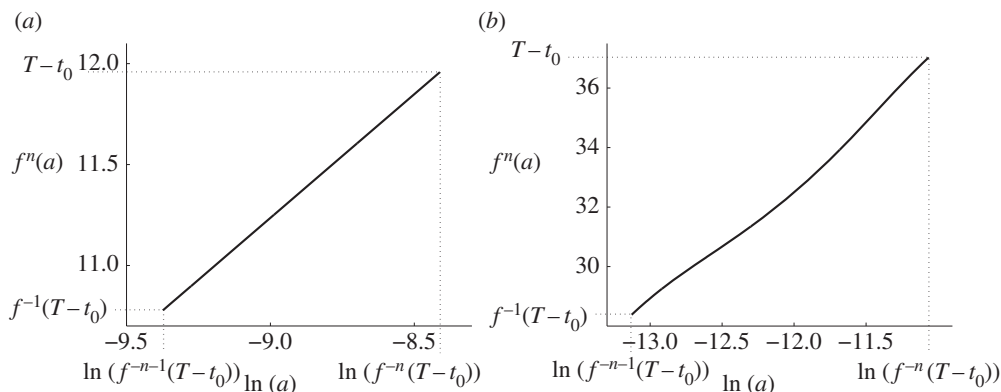 (a)
T – t0
12.0
f^n(a)
11.5
11.0
f^–1(T – t0)
–9.5
–9.0
–8.5
ln (f^–n–1(T – t0))
ln (a)
ln (f^–n(T – t0))
(b)
T – t0
36
f^n(a)
34
32
30
f^–1(T – t0)
–13.0
–12.5
–12.0
–11.5
ln (f^–n–1(T – t0))
ln (a)
ln (f^–n(T – t0))